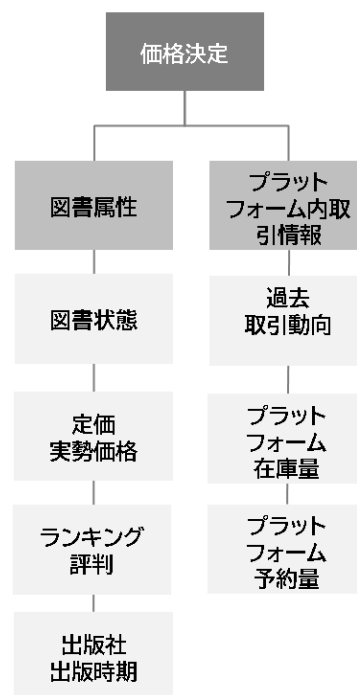 価格決定
図書属性
図書状態
定価
実勢価格
ランキング
評判
出版社
出版時期
プラット
フォーム内取
引情報
過去
取引動向
プラット
フォーム
在庫量
プラット
フォーム
予約量